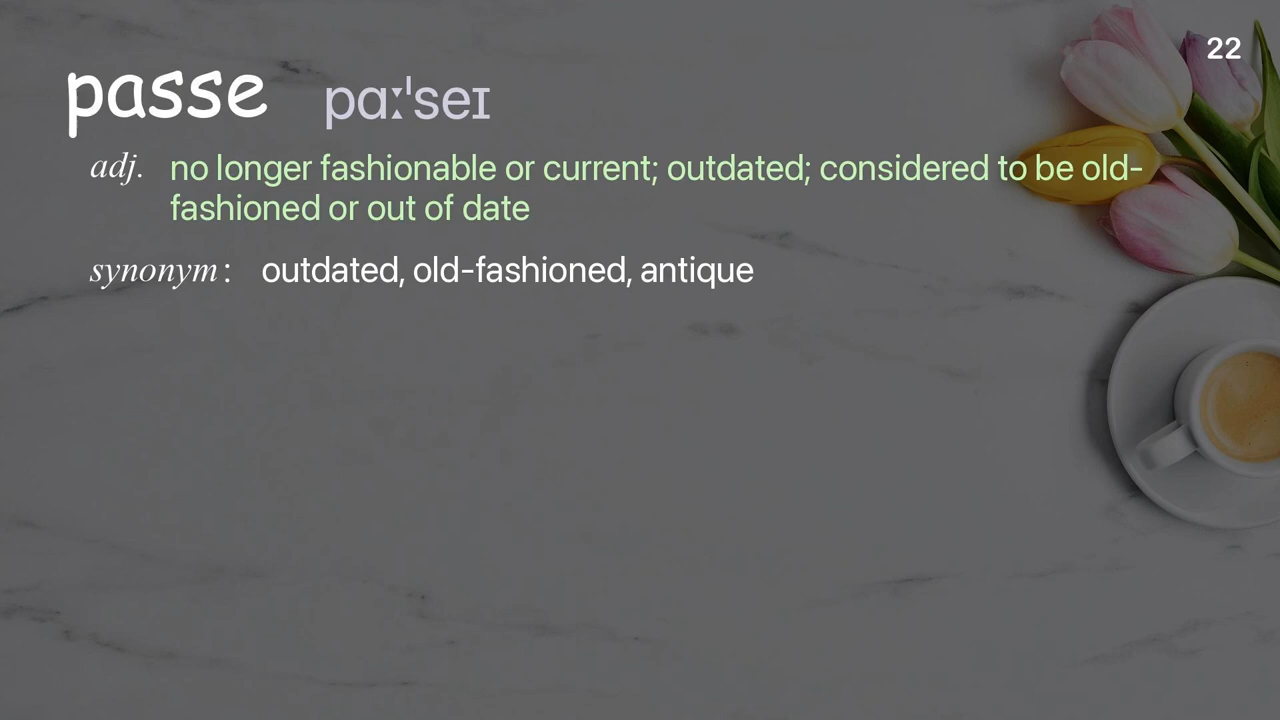 22
passe pɑːˈseɪ
adj. no longer fashionable or current; outdated; considered to be old-
fashioned or out of date
synonym: outdated, old-fashioned, antique